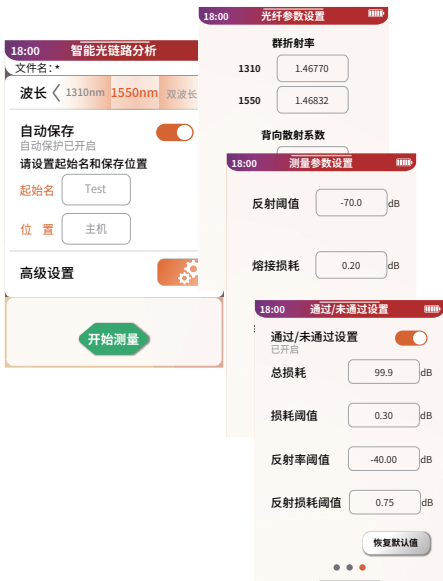 18:00 智能光链路分析
文件名：*
波长 1310nm 1550nm 双波长
自动保存
自动保护已开启
请设置起始名和保存位置
起始名 Test
位 置 主机
高级设置
开始测量
18:00 光纤参数设置
群折射率
1310 1.46770
1550 1.46832
背向散射系数
18:00 测量参数设置
反射阈值 -70.0 dB
熔接损耗 0.20 dB
18:00 通过/未通过设置
通过/未通过设置
已开启
总损耗 99.9 dB
损耗阈值 0.30 dB
反射率阈值 -40.00 dB
反射损耗阈值 0.75 dB
恢复默认值